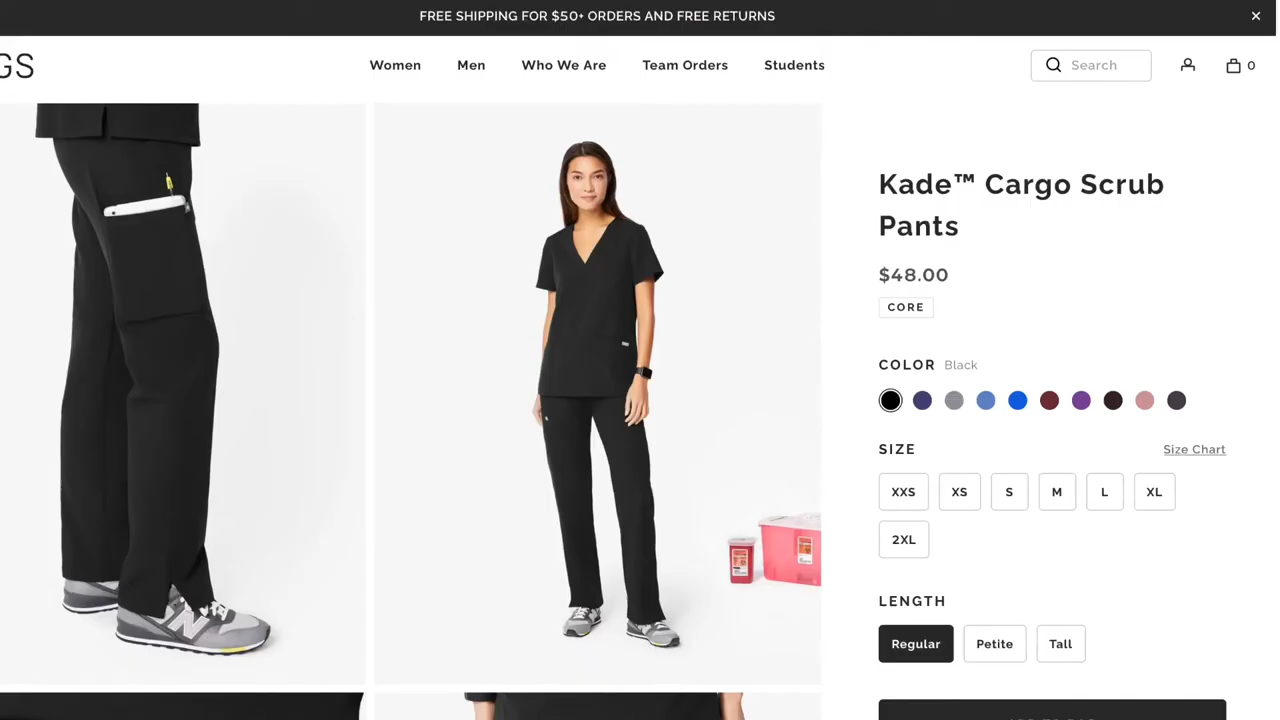 FREE SHIPPING FOR $50+ ORDERS AND FREE RETURNS
GS
Women
Men
Who We Are
Team Orders
Students
Search
0
Kade™ Cargo Scrub
Pants
$48.00
CORE
COLOR Black
SIZE
Size Chart
XXS
XS
S
M
L
XL
2XL
LENGTH
Regular
Petite
Tall